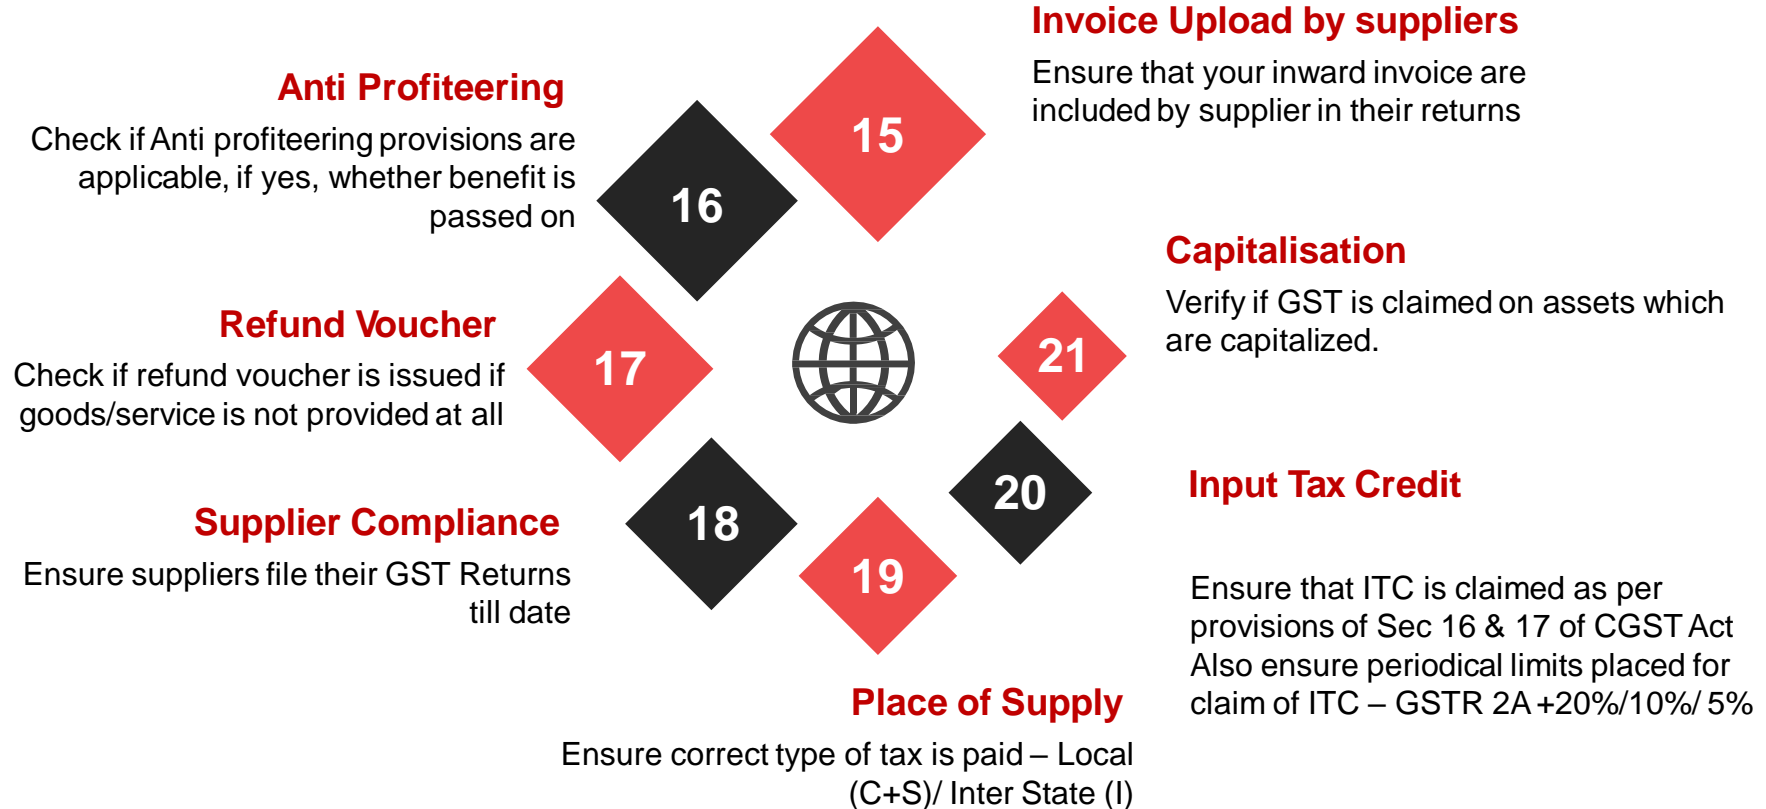 15
Invoice Upload by suppliers
Ensure that your inward invoice are
included by supplier in their returns
16
Anti Profiteering
Check if Anti profiteering provisions are
applicable, if yes, whether benefit is
passed on
17
Refund Voucher
Check if refund voucher is issued if
goods/service is not provided at all
18
Supplier Compliance
Ensure suppliers file their GST Returns
till date
19
Place of Supply
Ensure correct type of tax is paid – Local
(C+S)/ Inter State (I)
20
Input Tax Credit
Ensure that ITC is claimed as per
provisions of Sec 16 & 17 of CGST Act
Also ensure periodical limits placed for
claim of ITC – GSTR 2A +20%/10%/ 5%
21
Capitalisation
Verify if GST is claimed on assets which
are capitalized.